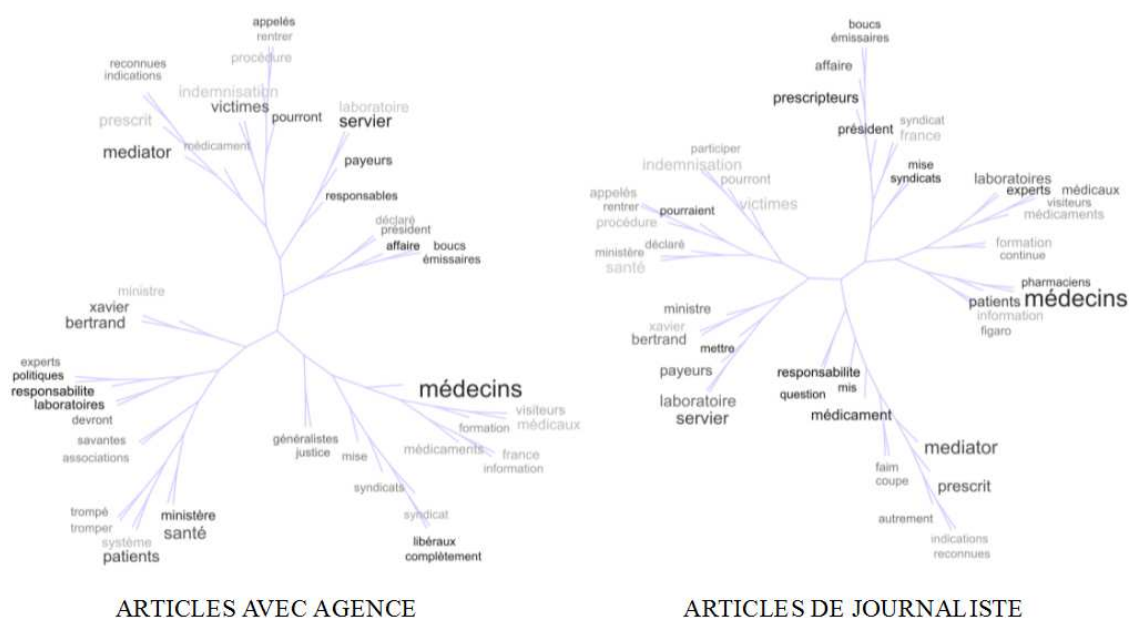 appelés
rentrer
procédure
reconnues
indications
indemnisation
victimes
pourront
laboratoire
servier
prescrit
mediator
médicament
payeurs
responsables
déclaré
président
affaire
boucs
émissaires
ministre
xavier
bertrand
experts
politiques
responsabilite
laboratoires
devront
savantes
associations
trompé
tromper
système
patients
ministère
santé
généralistes
justice
mise
syndicats
syndicat
libéraux
complètement
médecins
visiteurs
médicaux
formation
médicaments
france
information
ARTICLES AVEC AGENCE
boucs
émissaires
affaire
prescripteurs
président
syndicat
france
mise
syndicats
participer
indemnisation
pourront
victimes
appelés
rentrer
procédure
pourraient
ministère
déclaré
santé
laboratoires
experts
médicaux
visiteurs
médicaments
formation
continue
pharmaciens
patients
médecins
information
figaro
ministre
xavier
bertrand
mettre
payeurs
laboratoire
servier
responsabilite
question
mis
médicament
mediator
faim
coupe
prescrit
autrement
indications
reconnues
ARTICLES DE JOURNALISTE